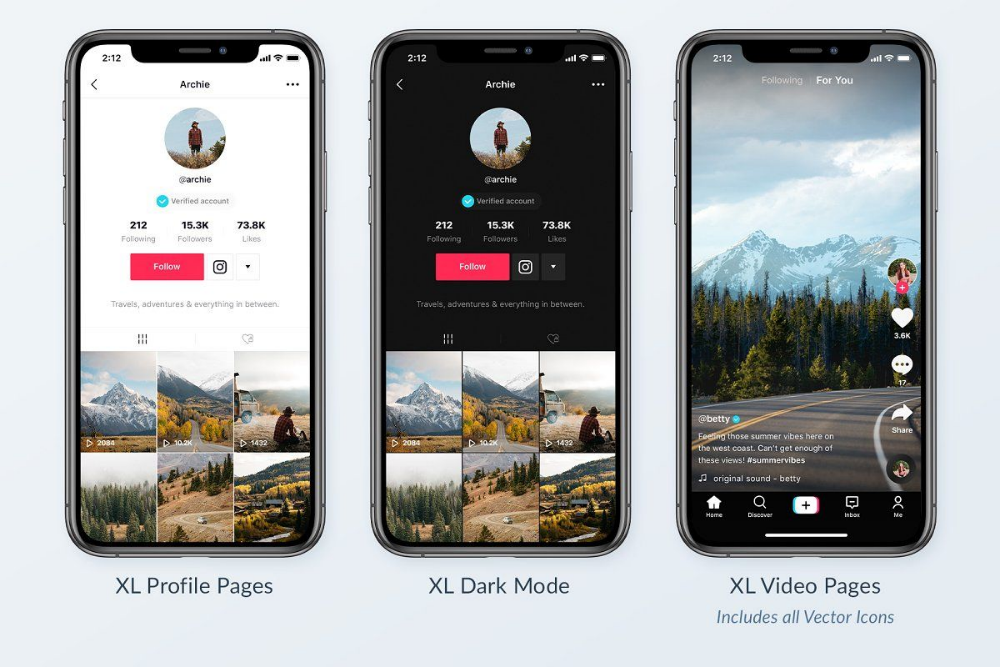 2:12
Archie
@archie
Verified account
212 15.3K 73.8K
Following Followers Likes
Follow
Travels, adventures & everything in between.
2084 10.2K 1432
XL Profile Pages
2:12
Archie
@archie
Verified account
212 15.3K 73.8K
Following Followers Likes
Follow
Travels, adventures & everything in between.
2084 10.2K 1432
XL Dark Mode
2:12
Following For You
3.6K
17
Share
@betty
Feeling those summer vibes here on
the west coast. Can't get enough of
these views! #summervibes
original sound - betty
Home Discover Inbox Me
XL Video Pages
Includes all Vector Icons